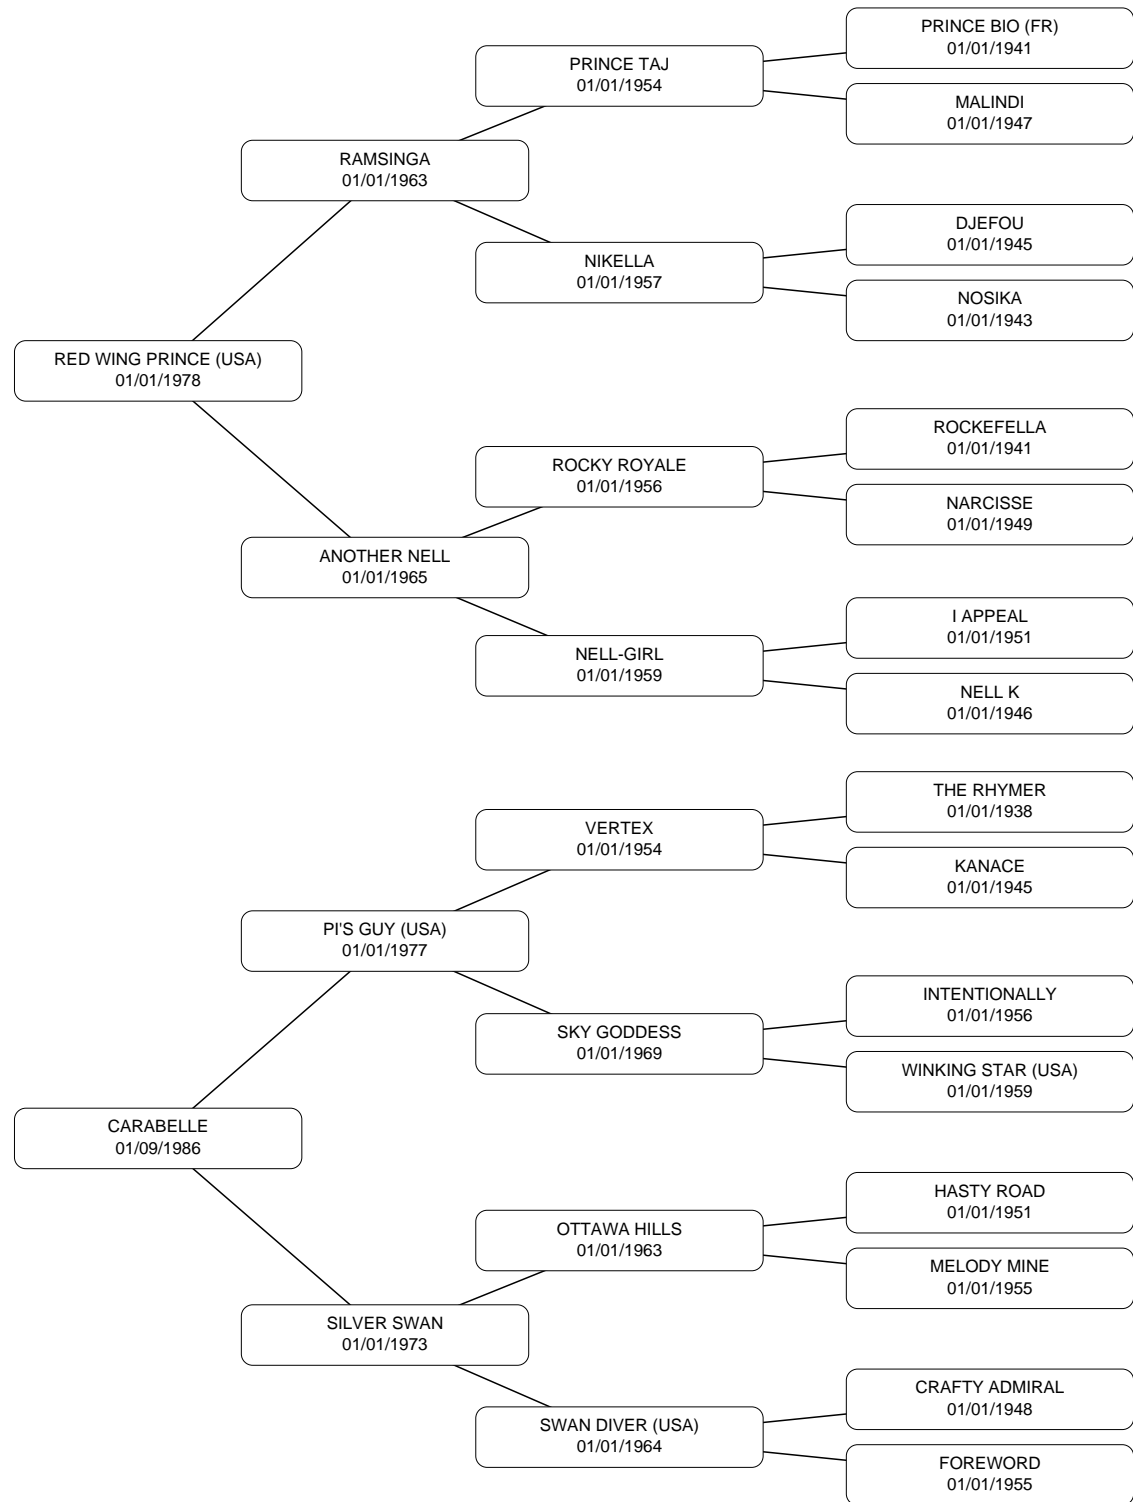 PRINCE BIO (FR)
01/01/1941
PRINCE TAJ
01/01/1954
MALINDI
01/01/1947
RAMSINGA
01/01/1963
DJEFOU
01/01/1945
NIKELLA
01/01/1957
NOSIKA
01/01/1943
RED WING PRINCE (USA)
01/01/1978
ROCKEFELLA
01/01/1941
ROCKY ROYALE
01/01/1956
NARCISSE
01/01/1949
ANOTHER NELL
01/01/1965
I APPEAL
01/01/1951
NELL-GIRL
01/01/1959
NELL K
01/01/1946
THE RHYMER
01/01/1938
VERTEX
01/01/1954
KANACE
01/01/1945
PI'S GUY (USA)
01/01/1977
INTENTIONALLY
01/01/1956
SKY GODDESS
01/01/1969
WINKING STAR (USA)
01/01/1959
CARABELLE
01/09/1986
HASTY ROAD
01/01/1951
OTTAWA HILLS
01/01/1963
MELODY MINE
01/01/1955
SILVER SWAN
01/01/1973
CRAFTY ADMIRAL
01/01/1948
SWAN DIVER (USA)
01/01/1964
FOREWORD
01/01/1955